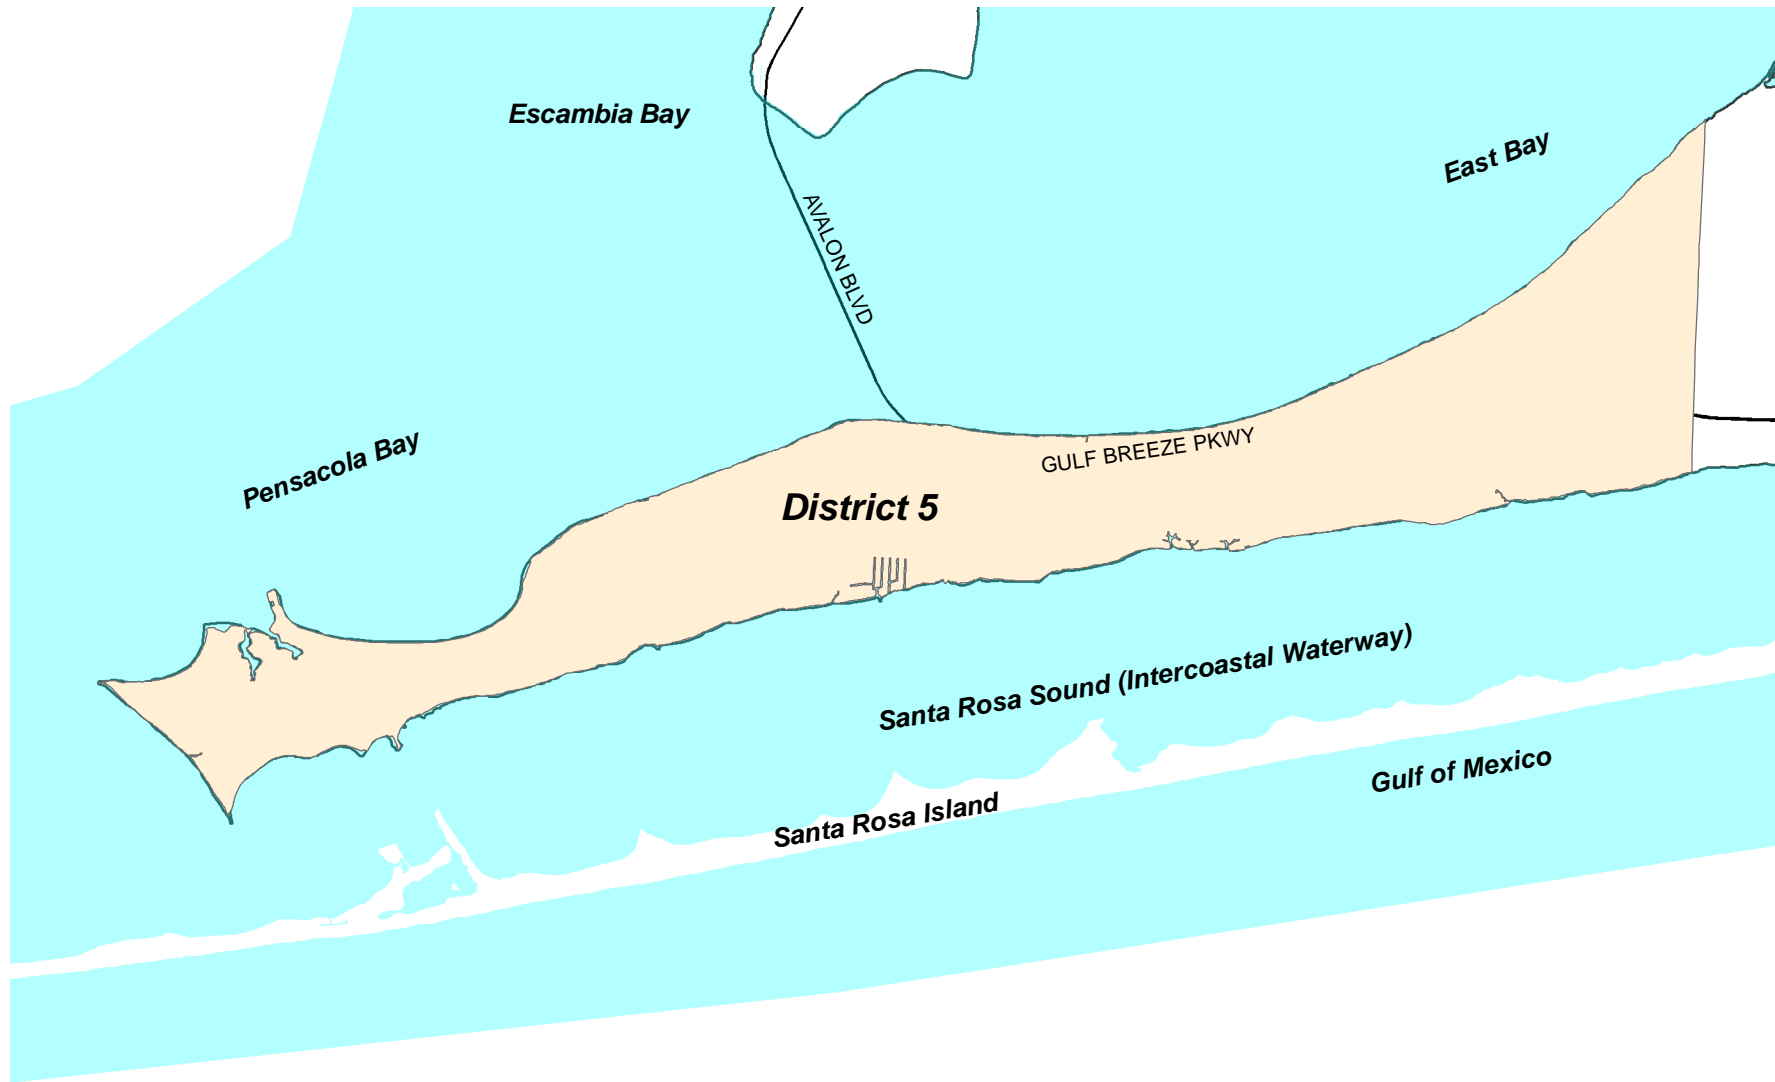 Escambia Bay
East Bay
AVALON BLVD
Pensacola Bay
GULF BREEZE PKWY
District 5
Santa Rosa Sound (Intercoastal Waterway)
Gulf of Mexico
Santa Rosa Island